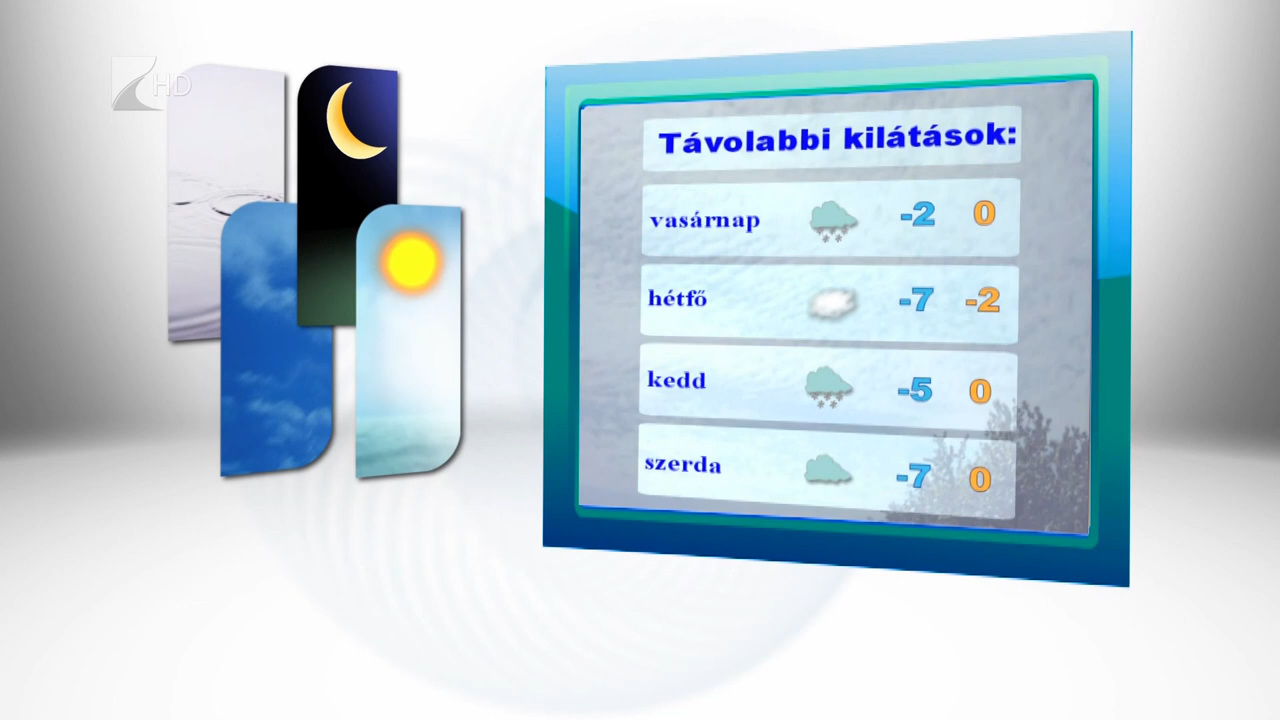 HD
Távolabbi kilátások:
vasárnap -2 0
hétfő -7 -2
kedd -5 0
szerda -7 0